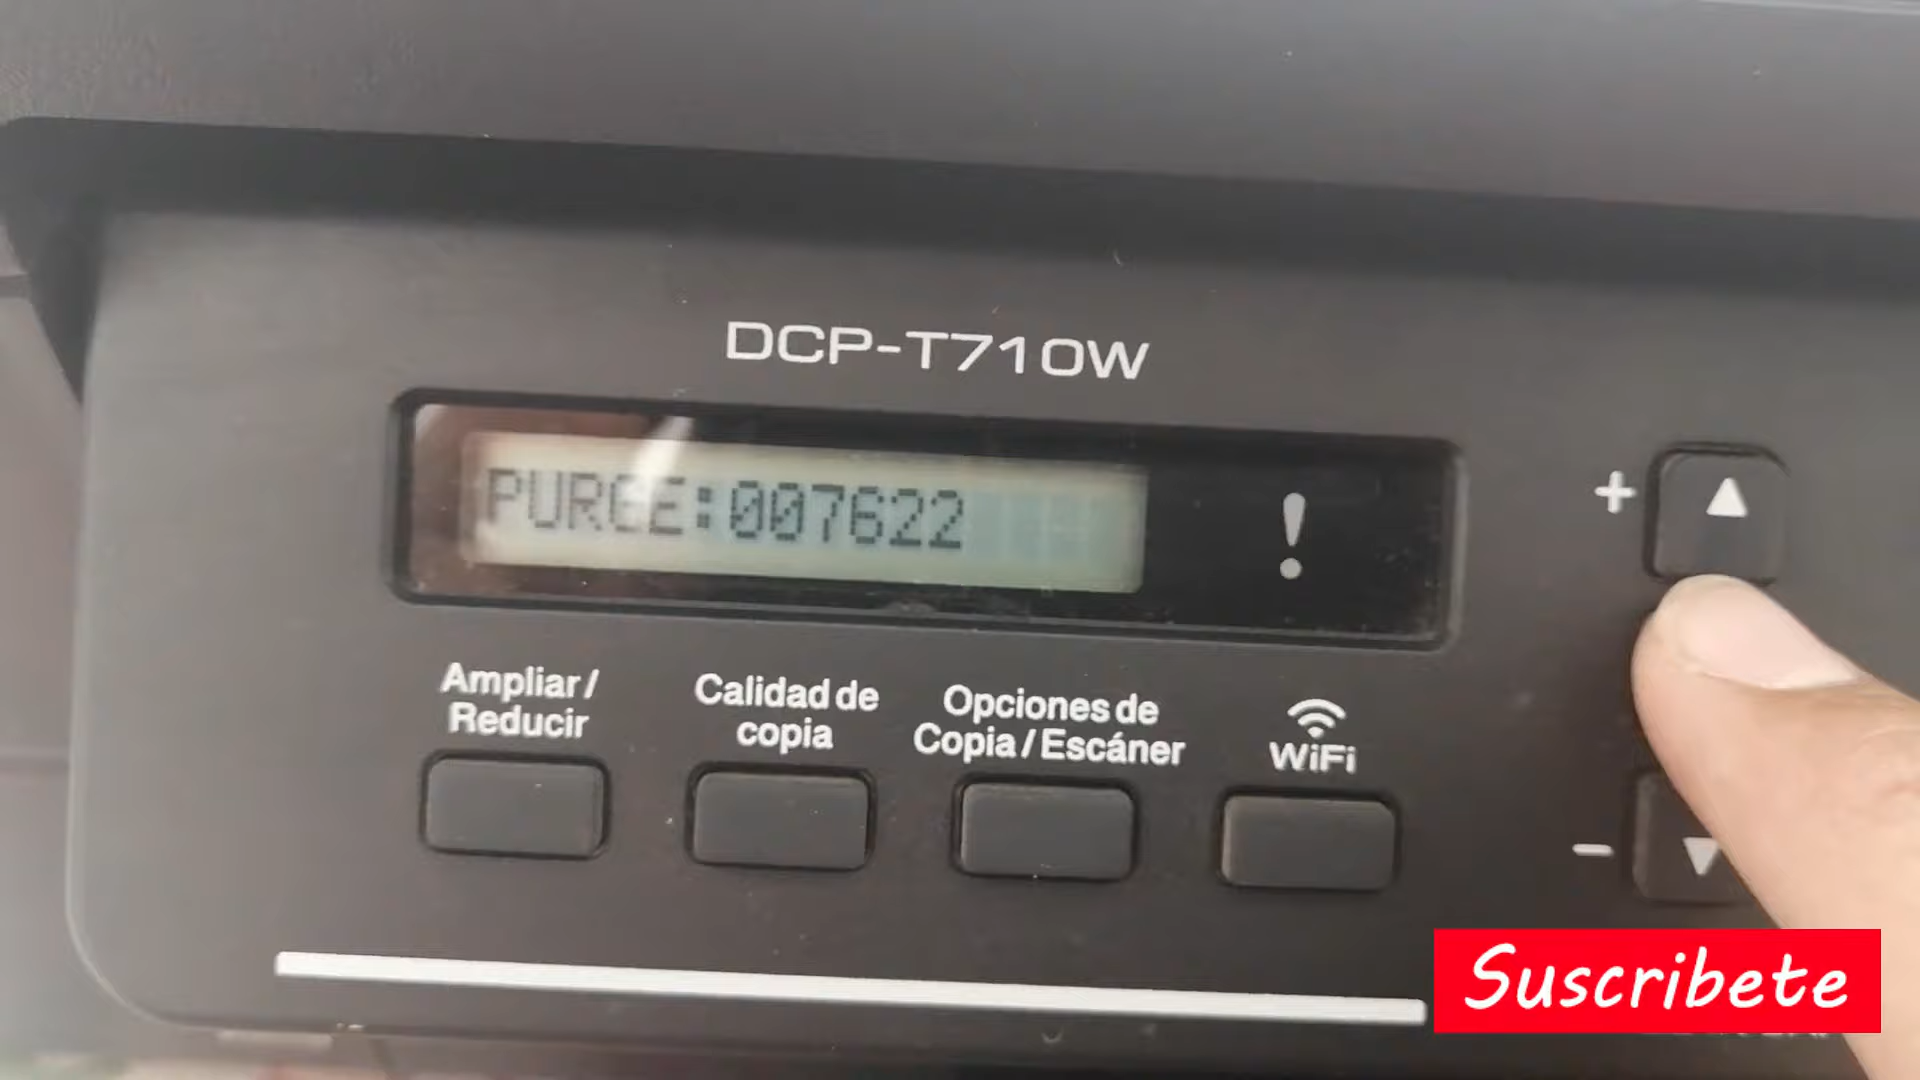 DCP-T710W
PURGE:007622
!
+
Ampliar /
Reducir
Calidad de
copia
Opciones de
Copia / Escáner
WiFi
-
Suscribete